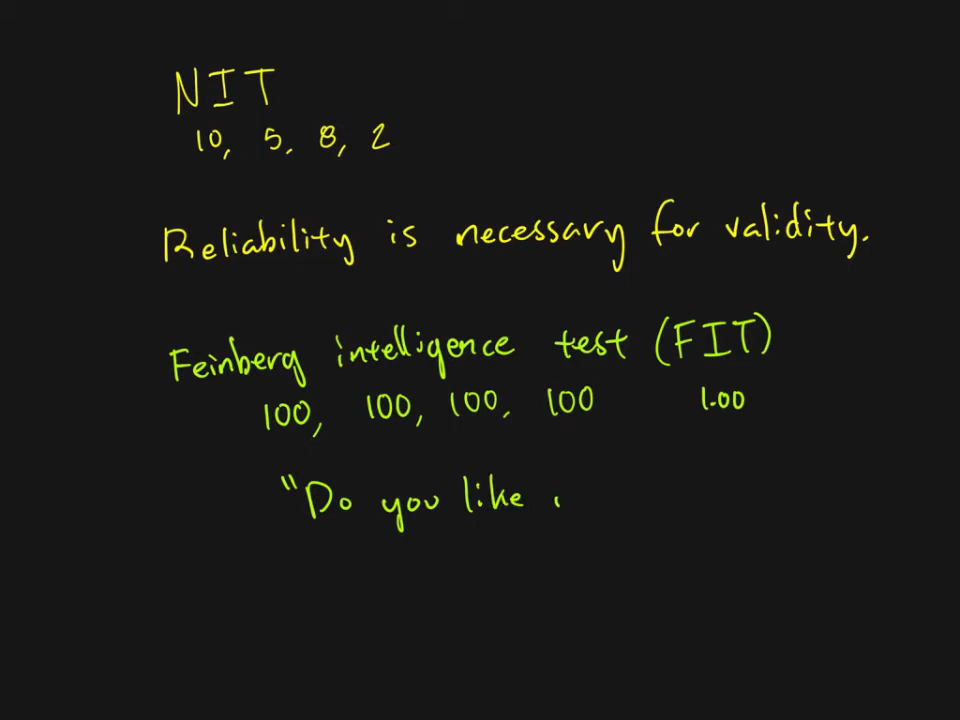 NIT
10, 5, 8, 2
Reliability is necessary for validity.
Feinberg intelligence test (FIT)
100, 100, 100, 100 1.00
"Do you like